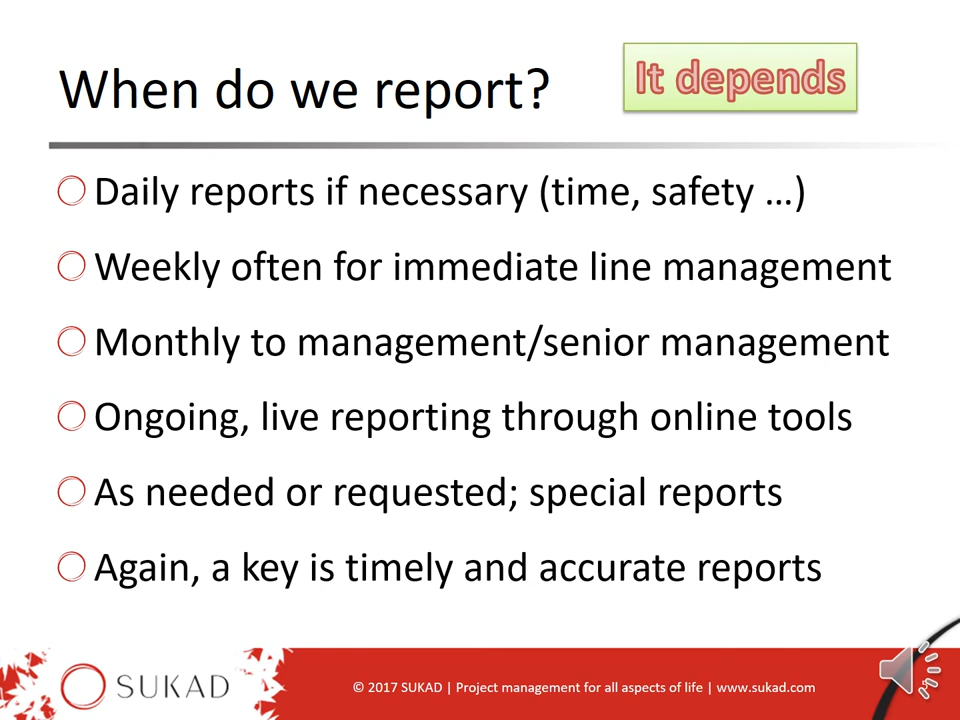 When do we report?
It depends
Daily reports if necessary (time, safety …)
Weekly often for immediate line management
Monthly to management/senior management
Ongoing, live reporting through online tools
As needed or requested; special reports
Again, a key is timely and accurate reports
SUKAD
© 2017 SUKAD | Project management for all aspects of life | www.sukad.com